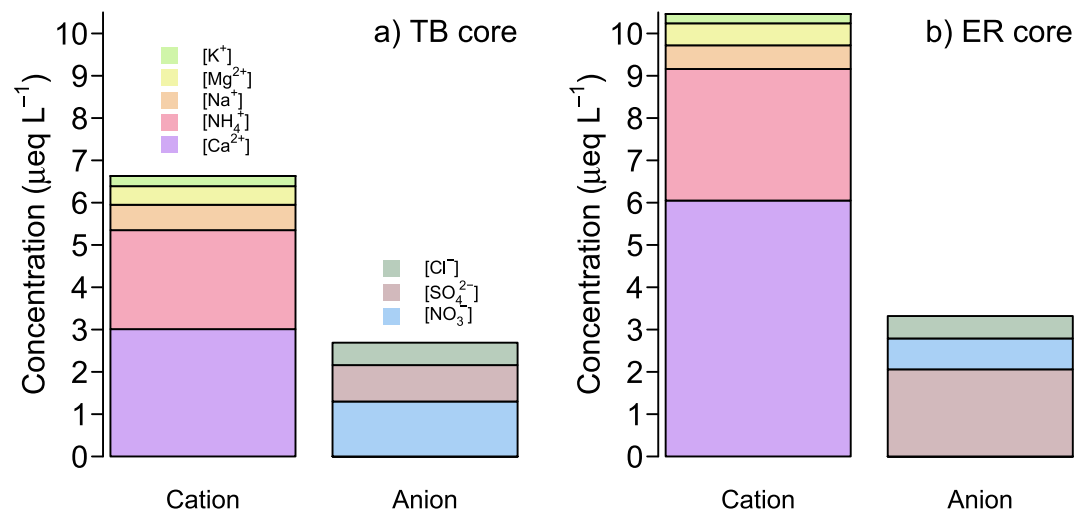 a) TB core
Concentration (μeq L⁻¹)
10
9
8
7
6
5
4
3
2
1
0
[K⁺]
[Mg²⁺]
[Na⁺]
[NH₄⁺]
[Ca²⁺]
[Cl⁻]
[SO₄²⁻]
[NO₃⁻]
Cation Anion
b) ER core
Concentration (μeq L⁻¹)
10
9
8
7
6
5
4
3
2
1
0
Cation Anion